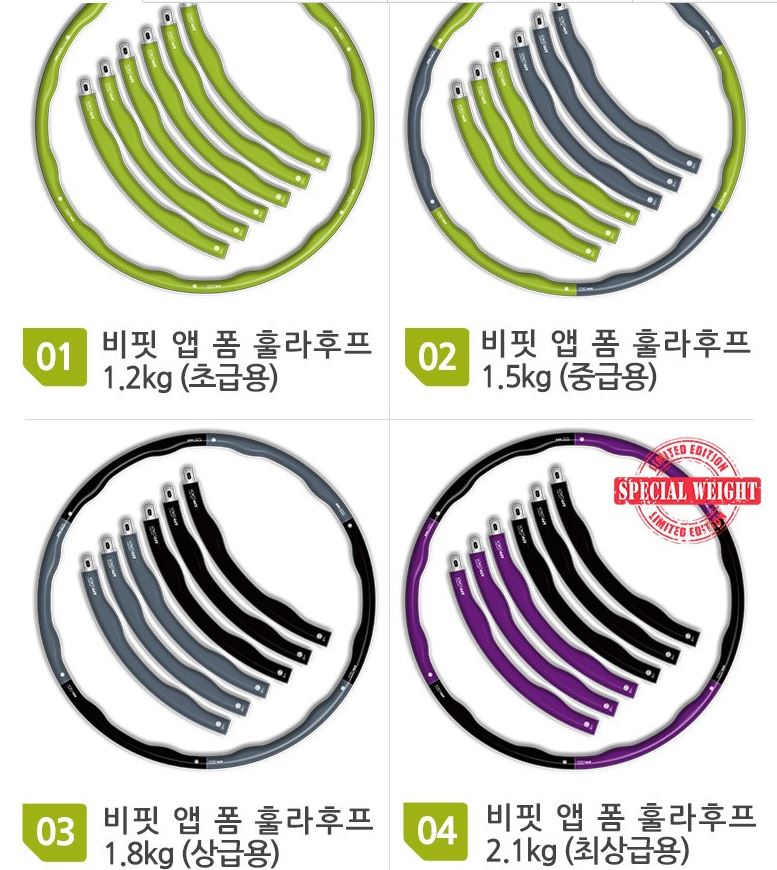 01
비핏 앱 폼 훌라후프
1.2kg (초급용)
02
비핏 앱 폼 훌라후프
1.5kg (중급용)
LIMITED EDITION
SPECIAL WEIGHT
LIMITED EDITION
03
비핏 앱 폼 훌라후프
1.8kg (상급용)
04
비핏 앱 폼 훌라후프
2.1kg (최상급용)